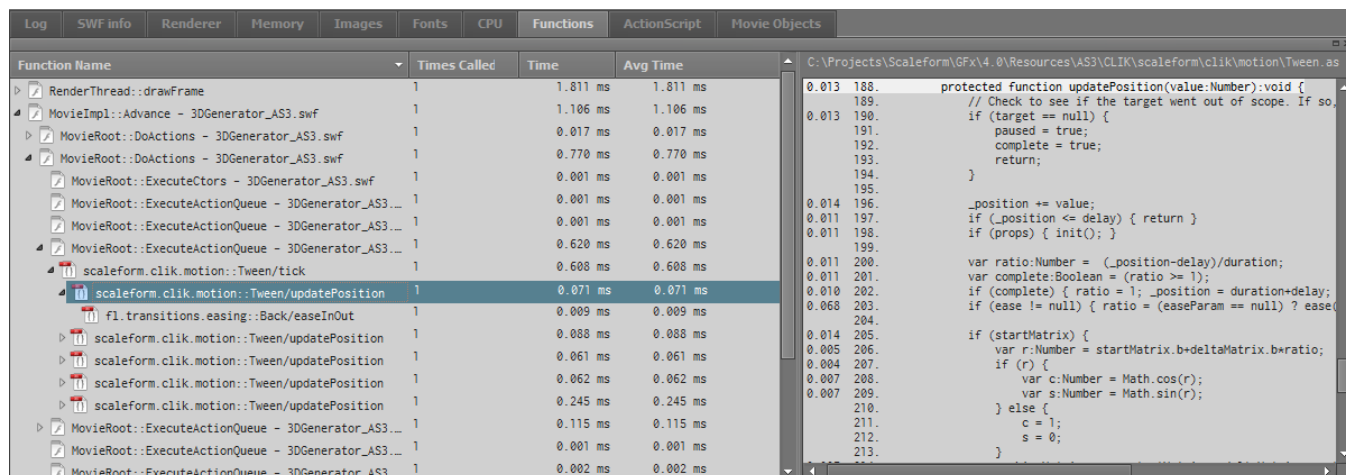 Log SWF info Renderer Memory Images Fonts CPU Functions ActionScript Movie Objects
Function Name Times Called Time Avg Time
RenderThread::drawFrame 1 1.811 ms 1.811 ms
MovieImpl::Advance - 3DGenerator_AS3.swf 1 1.106 ms 1.106 ms
MovieRoot::DoActions - 3DGenerator_AS3.swf 1 0.017 ms 0.017 ms
MovieRoot::DoActions - 3DGenerator_AS3.swf 1 0.770 ms 0.770 ms
MovieRoot::ExecuteCtors - 3DGenerator_AS3.swf 1 0.001 ms 0.001 ms
MovieRoot::ExecuteActionQueue - 3DGenerator_AS3.… 1 0.001 ms 0.001 ms
MovieRoot::ExecuteActionQueue - 3DGenerator_AS3.… 1 0.001 ms 0.001 ms
MovieRoot::ExecuteActionQueue - 3DGenerator_AS3.… 1 0.620 ms 0.620 ms
scaleform.clik.motion::Tween/tick 1 0.608 ms 0.608 ms
scaleform.clik.motion::Tween/updatePosition 1 0.071 ms 0.071 ms
fl.transitions.easing::Back/easeInOut 1 0.009 ms 0.009 ms
scaleform.clik.motion::Tween/updatePosition 1 0.088 ms 0.088 ms
scaleform.clik.motion::Tween/updatePosition 1 0.061 ms 0.061 ms
scaleform.clik.motion::Tween/updatePosition 1 0.062 ms 0.062 ms
scaleform.clik.motion::Tween/updatePosition 1 0.245 ms 0.245 ms
MovieRoot::ExecuteActionQueue - 3DGenerator_AS3.… 1 0.115 ms 0.115 ms
MovieRoot::ExecuteActionQueue - 3DGenerator_AS3.… 1 0.001 ms 0.001 ms
MovieRoot::ExecuteActionQueue - 3DGenerator_AS3 1 0.002 ms 0.002 ms
C:\Projects\Scaleform\GFx\4.0\Resources\AS3\CLIK\scaleform\clik\motion\Tween.as
0.013 188. protected function updatePosition(value:Number):void {
189. // Check to see if the target went out of scope. If so,
0.013 190. if (target == null) {
191. paused = true;
192. complete = true;
193. return;
194. }
195.
0.014 196. _position += value;
0.011 197. if (_position <= delay) { return }
0.011 198. if (props) { init(); }
199.
0.011 200. var ratio:Number = (_position-delay)/duration;
0.011 201. var complete:Boolean = (ratio >= 1);
0.010 202. if (complete) { ratio = 1; _position = duration+delay;
0.068 203. if (ease != null) { ratio = (easeParam == null) ? ease(
204.
0.014 205. if (startMatrix) {
0.005 206. var r:Number = startMatrix.b+deltaMatrix.b*ratio;
0.004 207. if (r) {
0.007 208. var c:Number = Math.cos(r);
0.007 209. var s:Number = Math.sin(r);
210. } else {
211. c = 1;
212. s = 0;
213. }